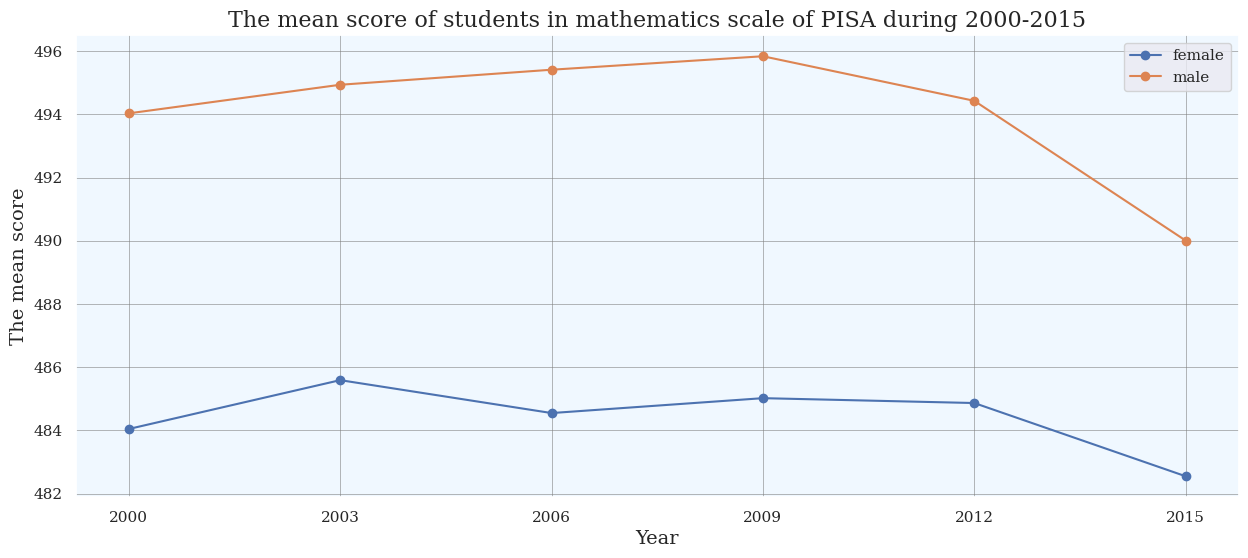 The mean score of students in mathematics scale of PISA during 2000-2015
female
male
The mean score
496
494
492
490
488
486
484
482
2000 2003 2006 2009 2012 2015
Year